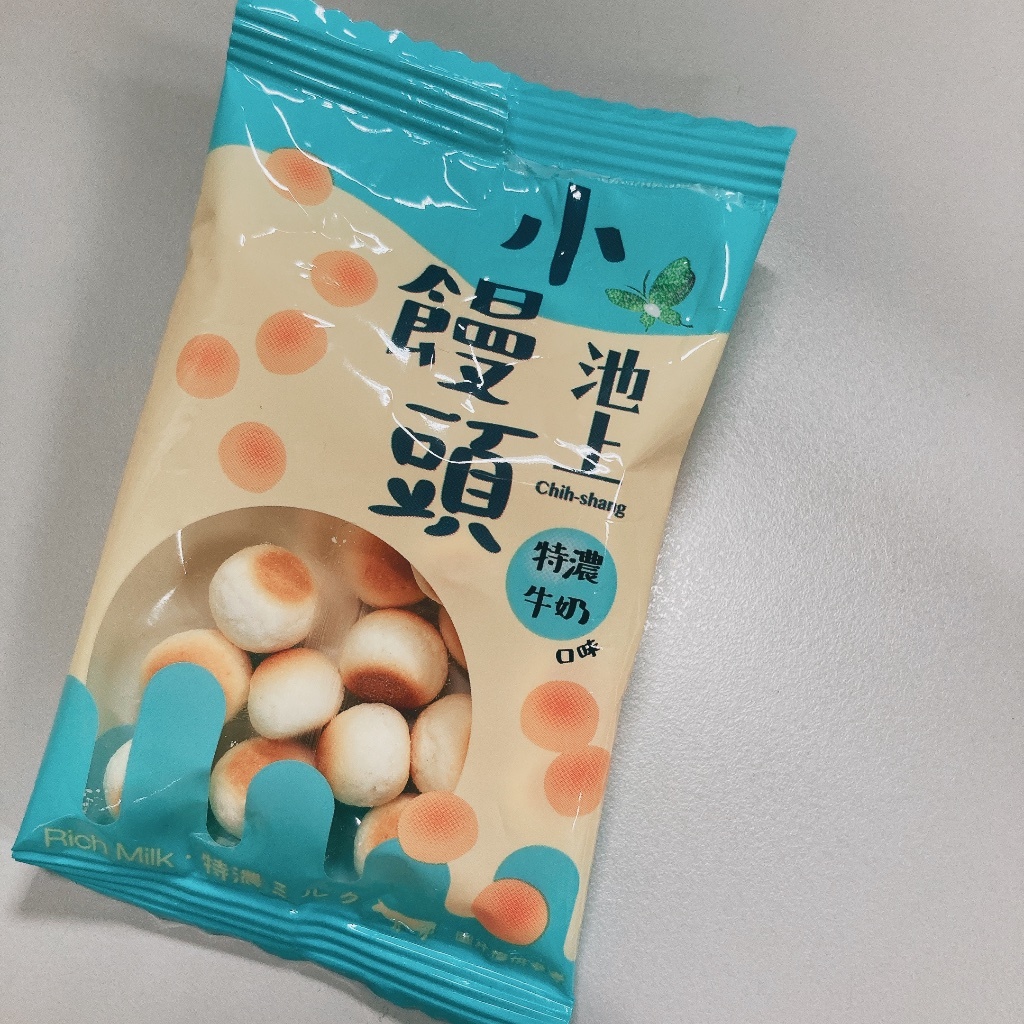 小饅頭
池上
Chih-shang
特濃
牛奶
口味
Rich Milk・特濃ミルク